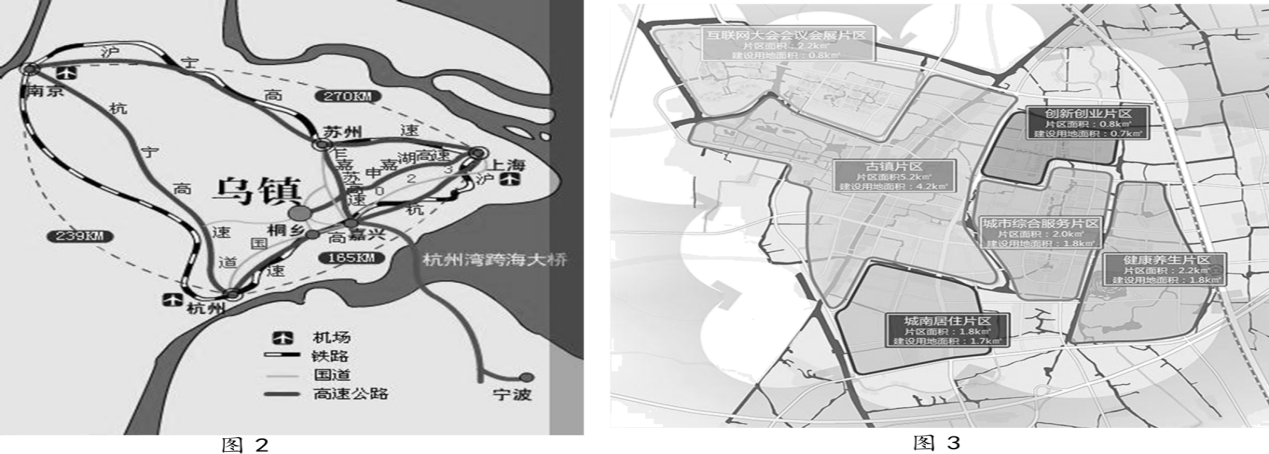 沪
宁
高
速
南京
270KM
杭
宁
高
速
苏州
嘉
苏
高
速
申
嘉
湖
高速
320
国
道
上海
沪
杭
高
速
乌镇
桐乡
嘉兴
239KM
165KM
杭州湾跨海大桥
杭州
机场
铁路
国道
高速公路
宁波
图 2
互联网大会会议会展片区
片区面积：2.2k㎡
建设用地面积：0.8k㎡
创新创业片区
片区面积：0.8k㎡
建设用地面积：0.7k㎡
古镇片区
片区面积5.2k㎡
建设用地面积：4.2k㎡
城市综合服务片区
片区面积：2.0k㎡
建设用地面积：1.8k㎡
健康养生片区
片区面积：2.2k㎡
建设用地面积：1.8k㎡
城南居住片区
片区面积：1.8k㎡
建设用地面积：1.7k㎡
图 3